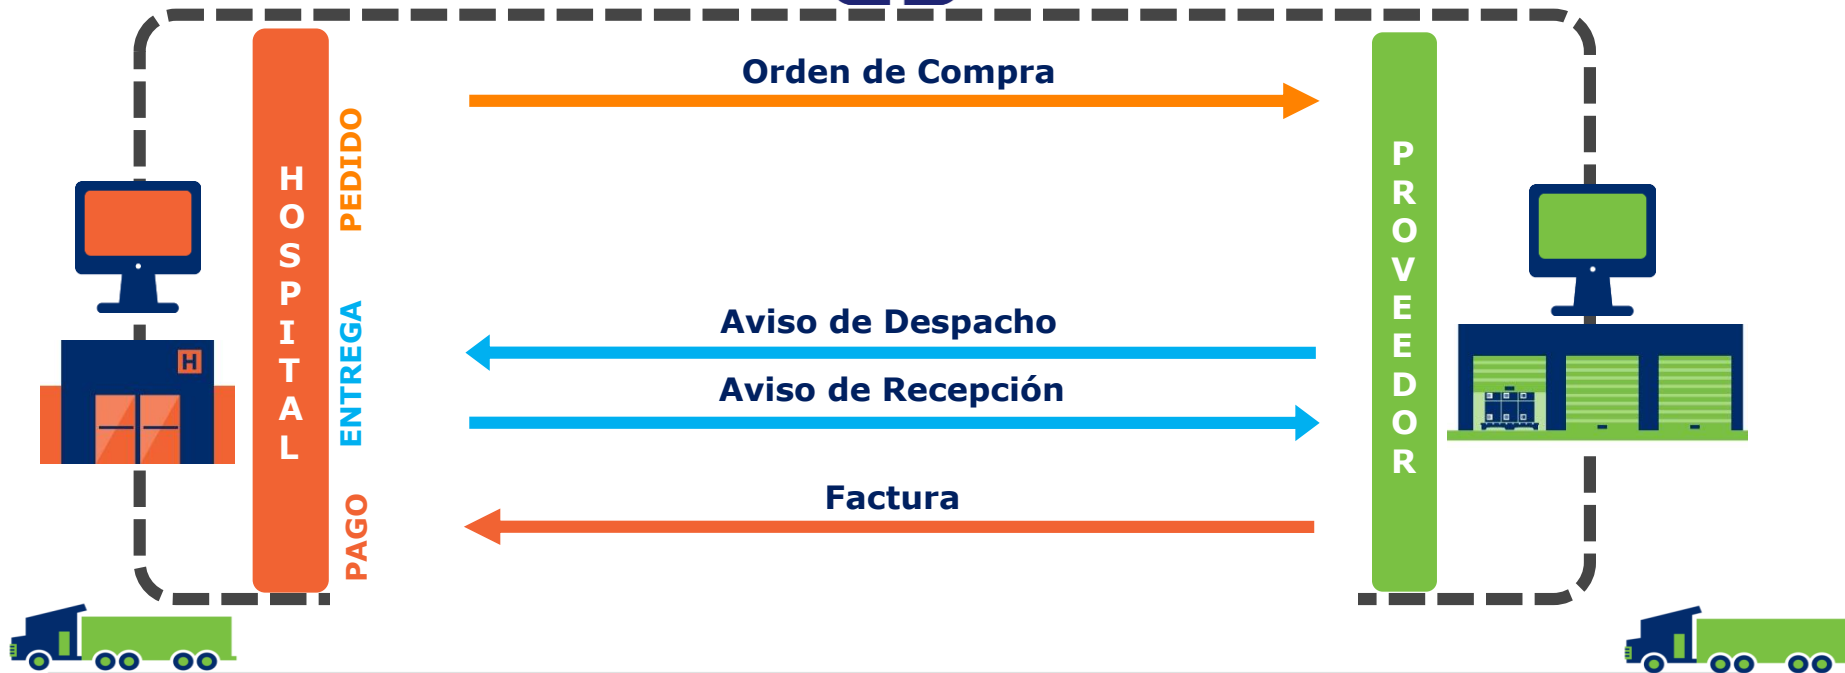 Orden de Compra
PEDIDO
HOSPITAL
PROVEEDOR
H
Aviso de Despacho
ENTREGA
Aviso de Recepción
Factura
PAGO